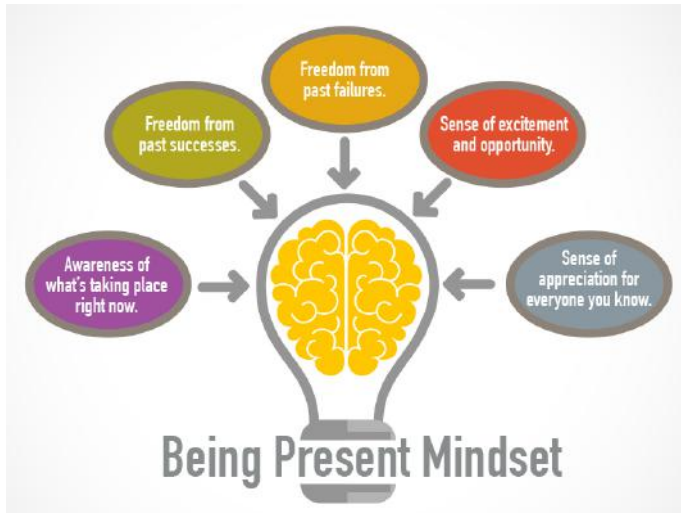 Freedom from
past failures.
Freedom from
past successes.
Sense of excitement
and opportunity.
Awareness of
what's taking place
right now.
Sense of
appreciation for
everyone you know.
Being Present Mindset